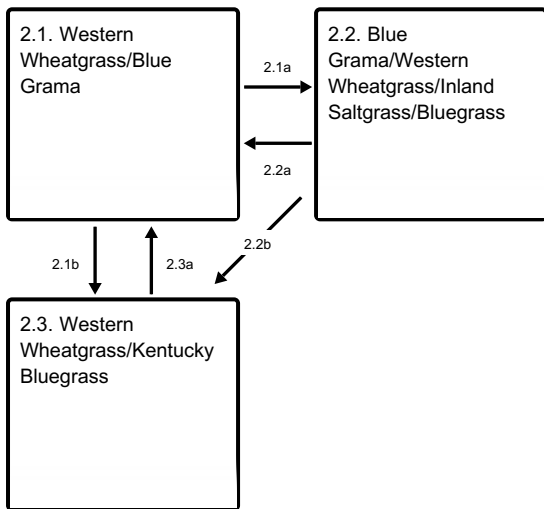 2.1. Western
Wheatgrass/Blue
Grama
2.1a
2.2. Blue
Grama/Western
Wheatgrass/Inland
Saltgrass/Bluegrass
2.2a
2.1b
2.3a
2.2b
2.3. Western
Wheatgrass/Kentucky
Bluegrass